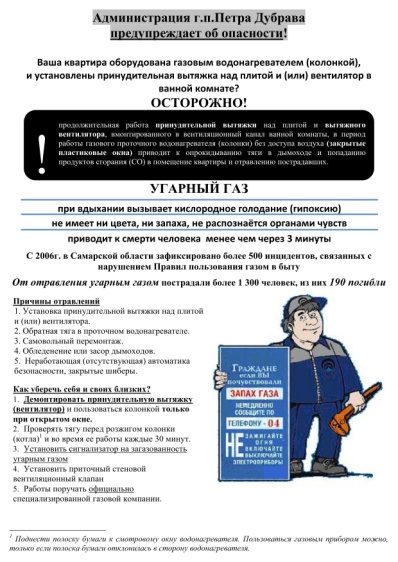 Администрация г.п.Петра Дубрава
предупреждает об опасности!
Ваша квартира оборудована газовым водонагревателем (колонкой),
и установлены принудительная вытяжка над плитой и (или) вентилятор в
ванной комнате?
ОСТОРОЖНО!
!
продолжительная работа принудительной вытяжки над плитой и вытяжного
вентилятора, вмонтированного в вентиляционный канал ванной комнаты, в период
работы газового проточного водонагревателя (колонки) без доступа воздуха (закрытые
пластиковые окна) приводит к опрокидыванию тяги в дымоходе и попаданию
продуктов сгорания (СО) в помещение квартиры и отравлению пострадавших.
УГАРНЫЙ ГАЗ
при вдыхании вызывает кислородное голодание (гипоксию)
не имеет ни цвета, ни запаха, не распознаётся органами чувств
приводит к смерти человека менее чем через 3 минуты
С 2006г. в Самарской области зафиксировано более 500 инцидентов, связанных с
нарушением Правил пользования газом в быту
От отравления угарным газом пострадали более 1 300 человек, из них 190 погибли
Причины отравлений
1. Установка принудительной вытяжки над плитой
и (или) вентилятора.
2. Обратная тяга в проточном водонагревателе.
3. Самовольный перемонтаж.
4. Обледенение или засор дымоходов.
5. Неработающая (отсутствующая) автоматика
безопасности, закрытые шиберы.
Как уберечь себя и своих близких?
1. Демонтировать принудительную вытяжку
(вентилятор) и пользоваться колонкой только
при открытом окне.
2. Проверять тягу перед розжигом колонки
(котла)1 и во время ее работы каждые 30 минут.
3. Установить сигнализатор на загазованность
угарным газом
4. Установить приточный стеновой
вентиляционный клапан
5. Работы поручать официально
специализированной газовой компании.
ГРАЖДАНЕ
если ВЫ
почувствовали
ЗАПАХ ГАЗА
НЕМЕДЛЕННО
СООБЩИТЕ ПО
ТЕЛЕФОНУ - 04
НЕ
ЗАЖИГАЙТЕ
ОГНЯ
ВКЛЮЧАЙТЕ
ВЫКЛЮЧАЙТЕ
ЭЛЕКТРОПРИБОРЫ
1 Поднести полоску бумаги к смотровому окну водонагревателя. Пользоваться газовым прибором можно,
только если полоска бумаги отклонилась в сторону водонагревателя.